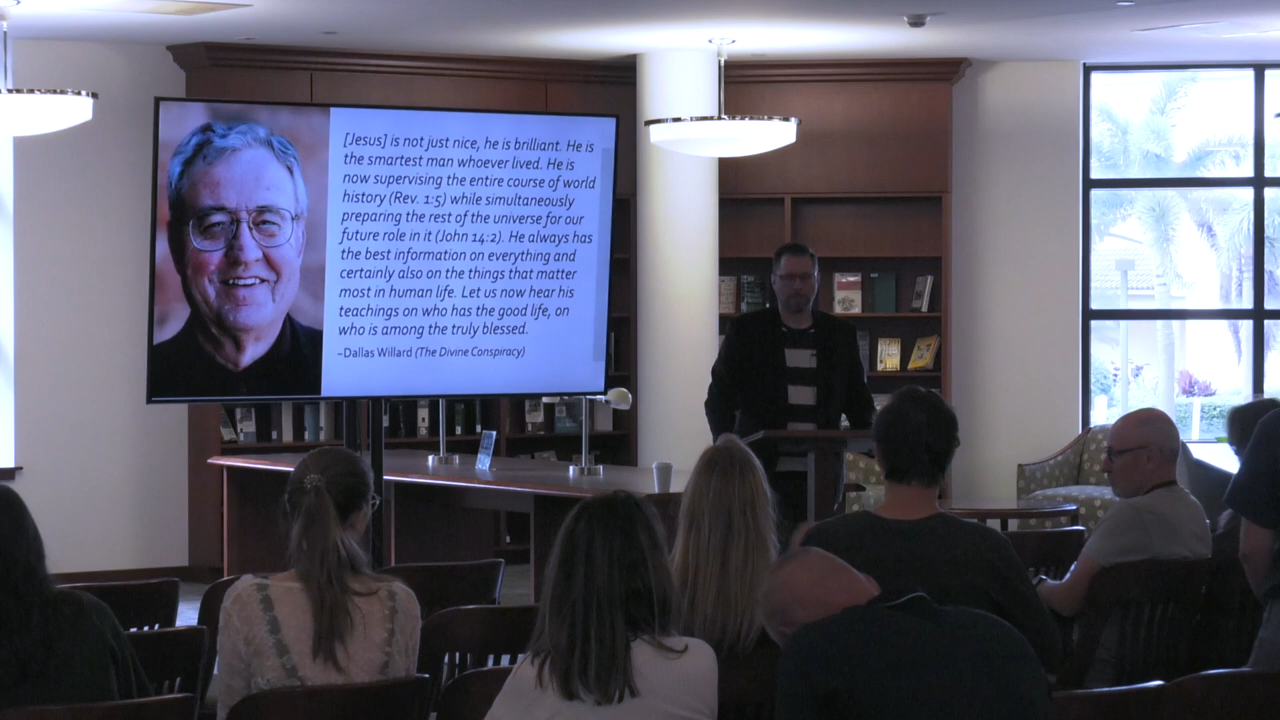 [Jesus] is not just nice, he is brilliant. He is
the smartest man whoever lived. He is
now supervising the entire course of world
history (Rev. 1:5) while simultaneously
preparing the rest of the universe for our
future role in it (John 14:2). He always has
the best information on everything and
certainly also on the things that matter
most in human life. Let us now hear his
teachings on who has the good life, on
who is among the truly blessed.
–Dallas Willard (The Divine Conspiracy)